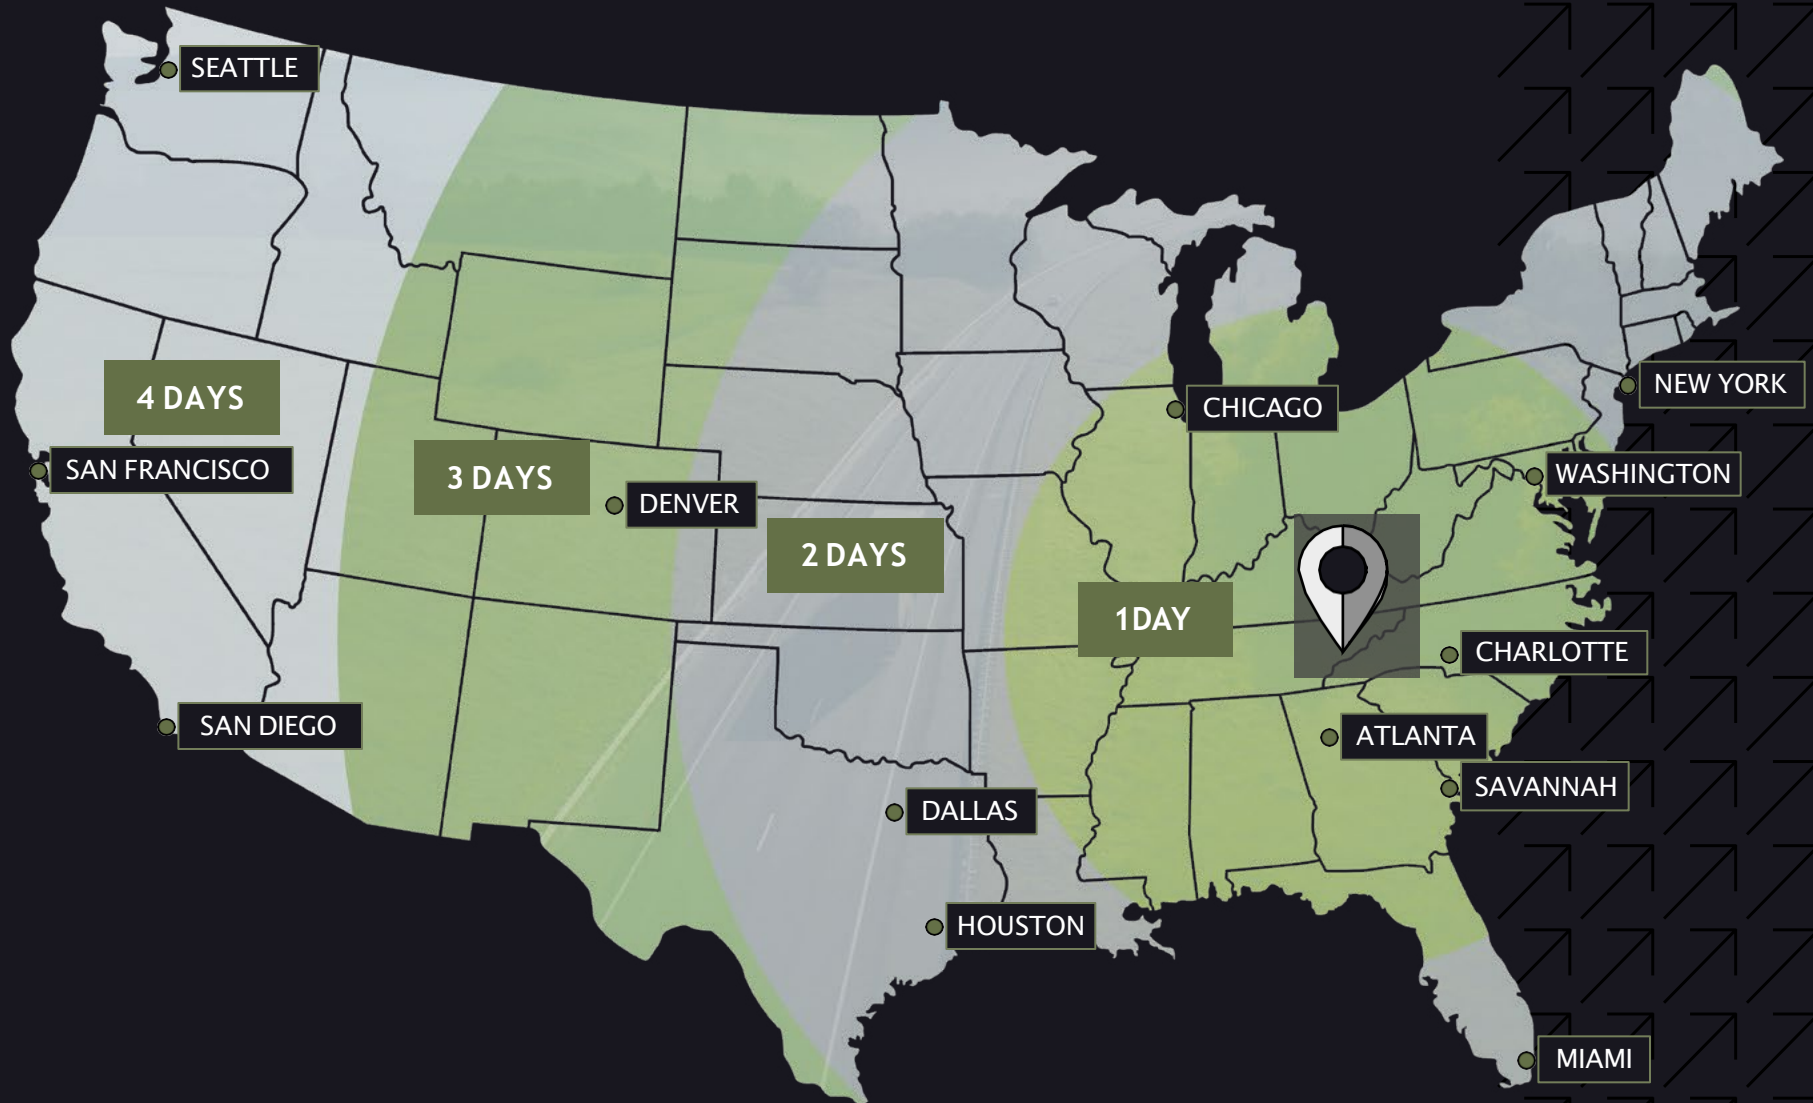 SEATTLE
4 DAYS
SAN FRANCISCO
3 DAYS
DENVER
2 DAYS
CHICAGO
NEW YORK
WASHINGTON
1DAY
CHARLOTTE
SAN DIEGO
ATLANTA
SAVANNAH
DALLAS
HOUSTON
MIAMI